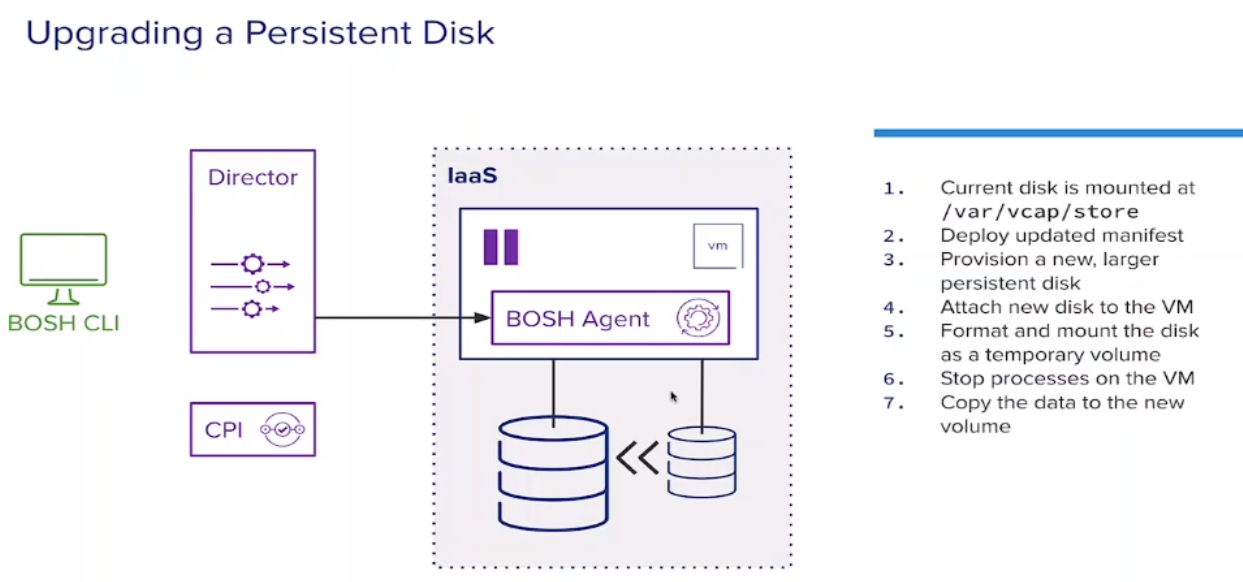 Upgrading a Persistent Disk
Director
BOSH CLI
CPI
IaaS
vm
BOSH Agent
1. Current disk is mounted at
/var/vcap/store
2. Deploy updated manifest
3. Provision a new, larger
persistent disk
4. Attach new disk to the VM
5. Format and mount the disk
as a temporary volume
6. Stop processes on the VM
7. Copy the data to the new
volume